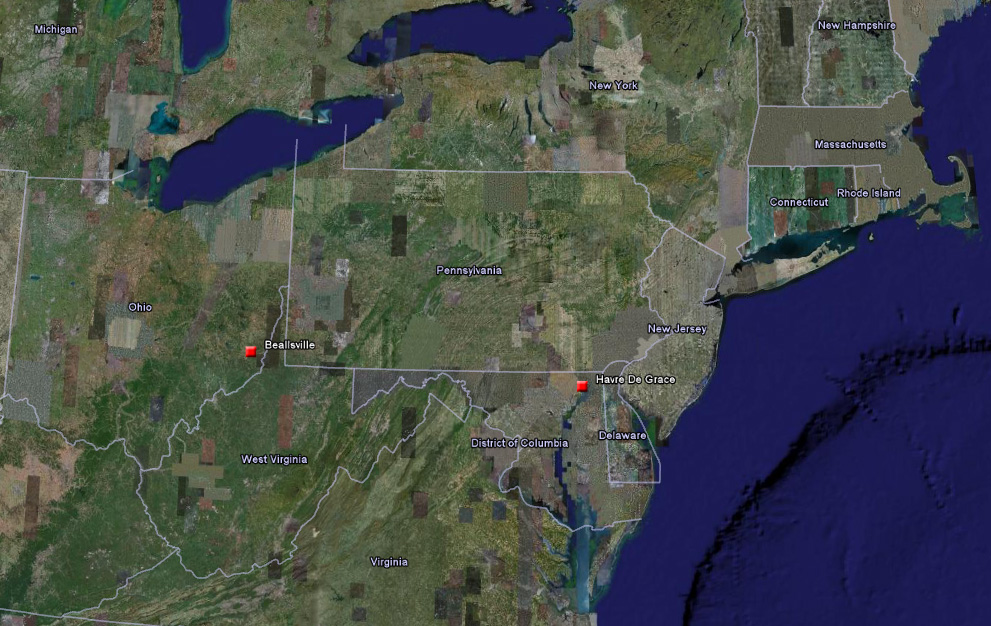 Michigan
New Hampshire
New York
Massachusetts
Rhode Island
Connecticut
Pennsylvania
Ohio
New Jersey
Beallsville
Havre De Grace
Delaware
District of Columbia
West Virginia
Virginia